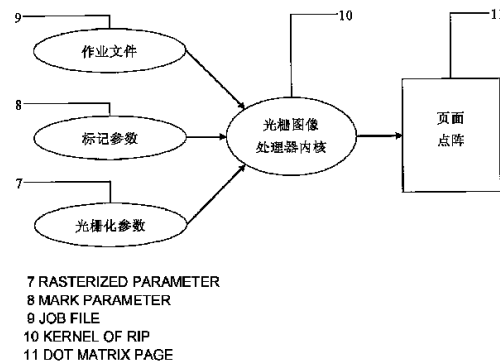 9
作业文件
8
标记参数
7
光栅化参数
10
光栅图像
处理器内核
11
页面
点阵
7 RASTERIZED PARAMETER
8 MARK PARAMETER
9 JOB FILE
10 KERNEL OF RIP
11 DOT MATRIX PAGE